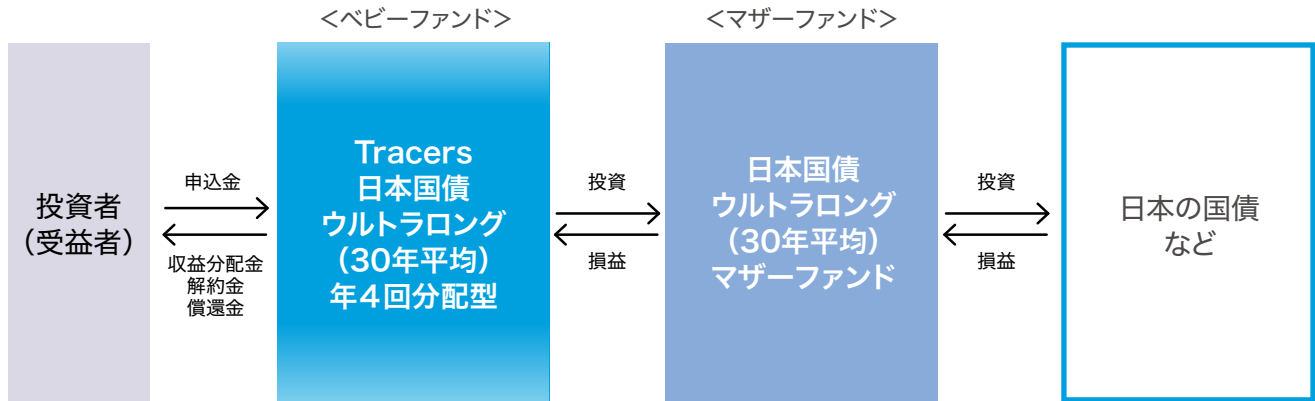 ＜ベビーファンド＞
＜マザーファンド＞
投資者
（受益者）
申込金
収益分配金
解約金
償還金
Tracers
日本国債
ウルトラロング
（30年平均）
年4回分配型
投資
損益
日本国債
ウルトラロング
（30年平均）
マザーファンド
投資
損益
日本の国債
など